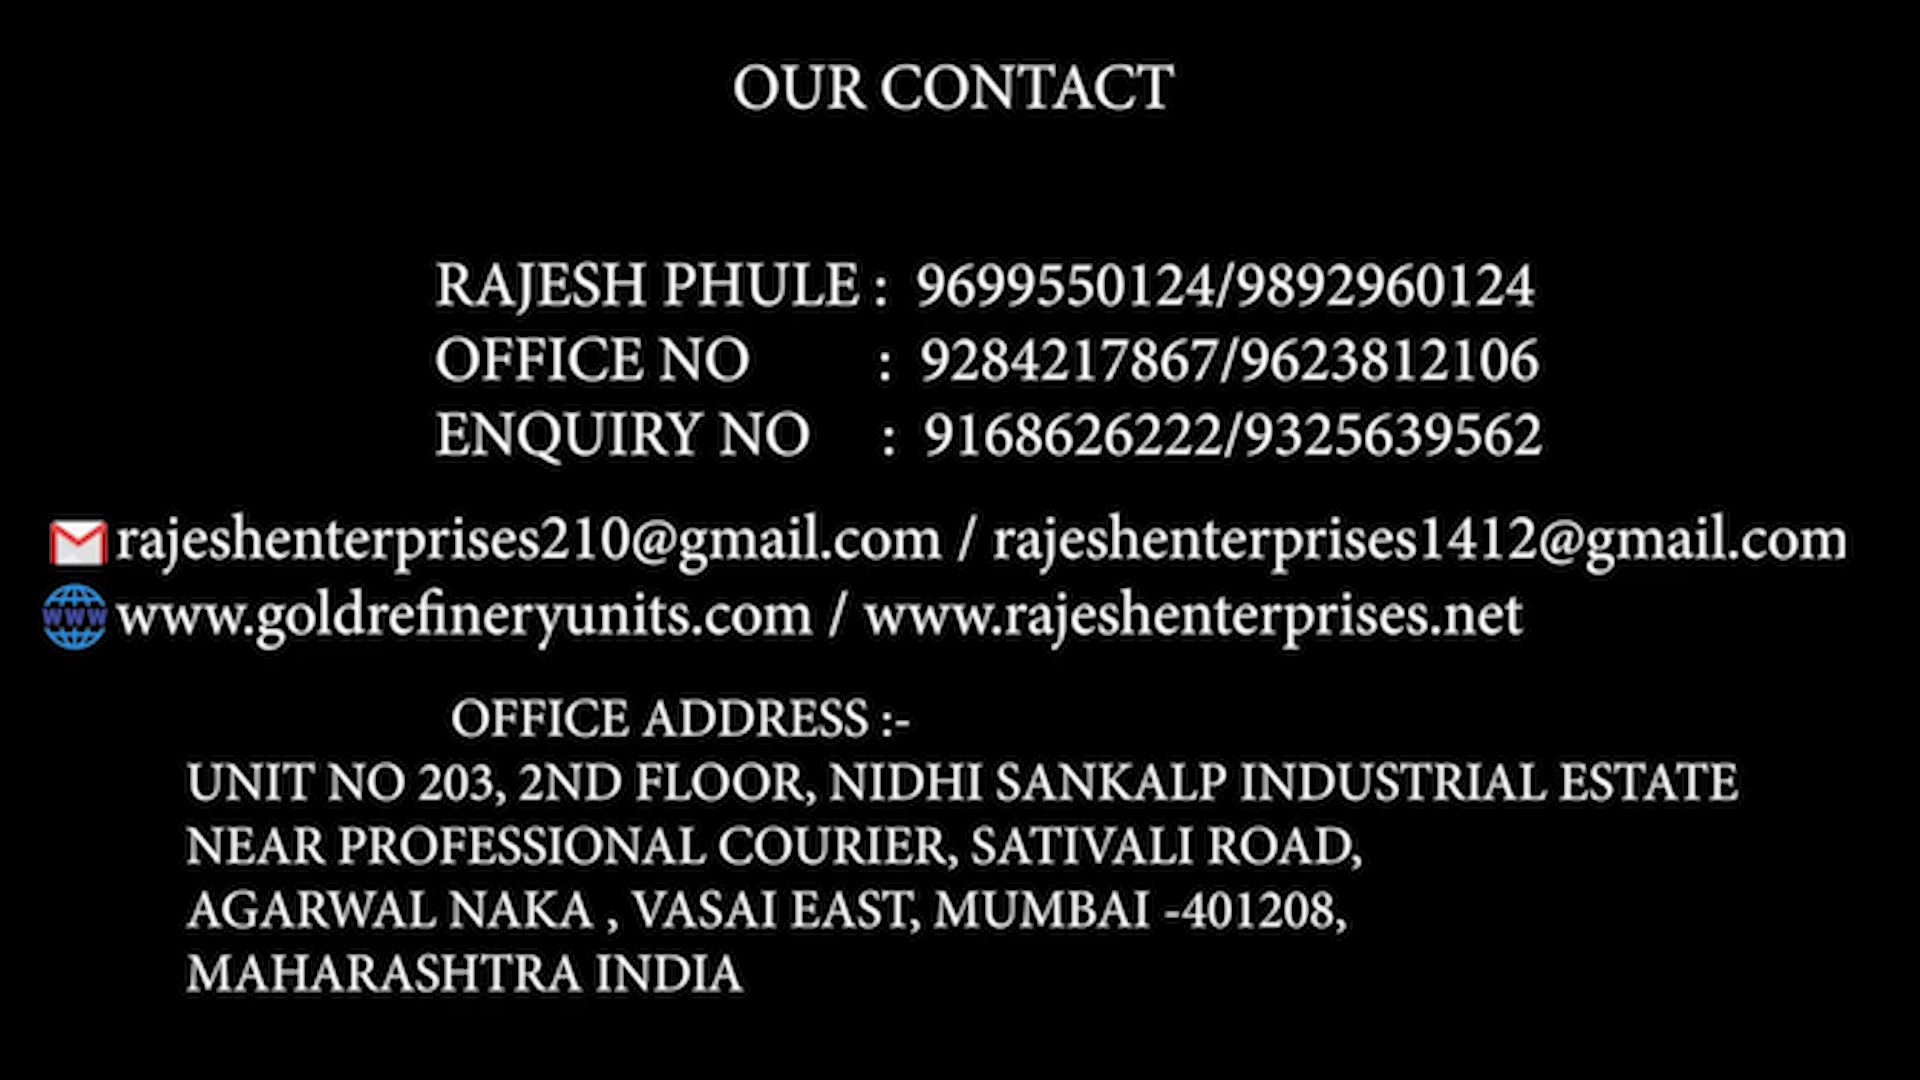 OUR CONTACT
RAJESH PHULE : 9699550124/9892960124
OFFICE NO : 9284217867/9623812106
ENQUIRY NO : 9168626222/9325639562
rajeshenterprises210@gmail.com / rajeshenterprises1412@gmail.com
www www.goldrefineryunits.com / www.rajeshenterprises.net
OFFICE ADDRESS :-
UNIT NO 203, 2ND FLOOR, NIDHI SANKALP INDUSTRIAL ESTATE
NEAR PROFESSIONAL COURIER, SATIVALI ROAD,
AGARWAL NAKA , VASAI EAST, MUMBAI -401208,
MAHARASHTRA INDIA